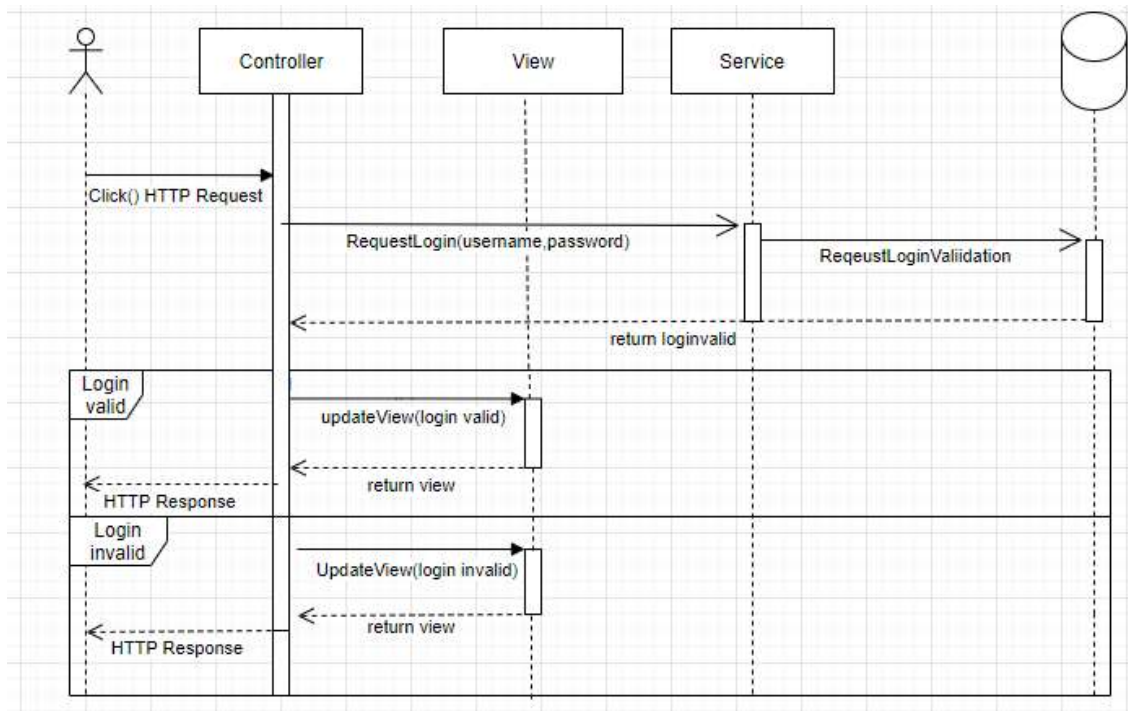 Controller
View
Service
Click() HTTP Request
RequestLogin(username,password)
ReqeustLoginValiidation
return loginvalid
Login
valid
updateView(login valid)
return view
HTTP Response
Login
invalid
UpdateView(login invalid)
return view
HTTP Response